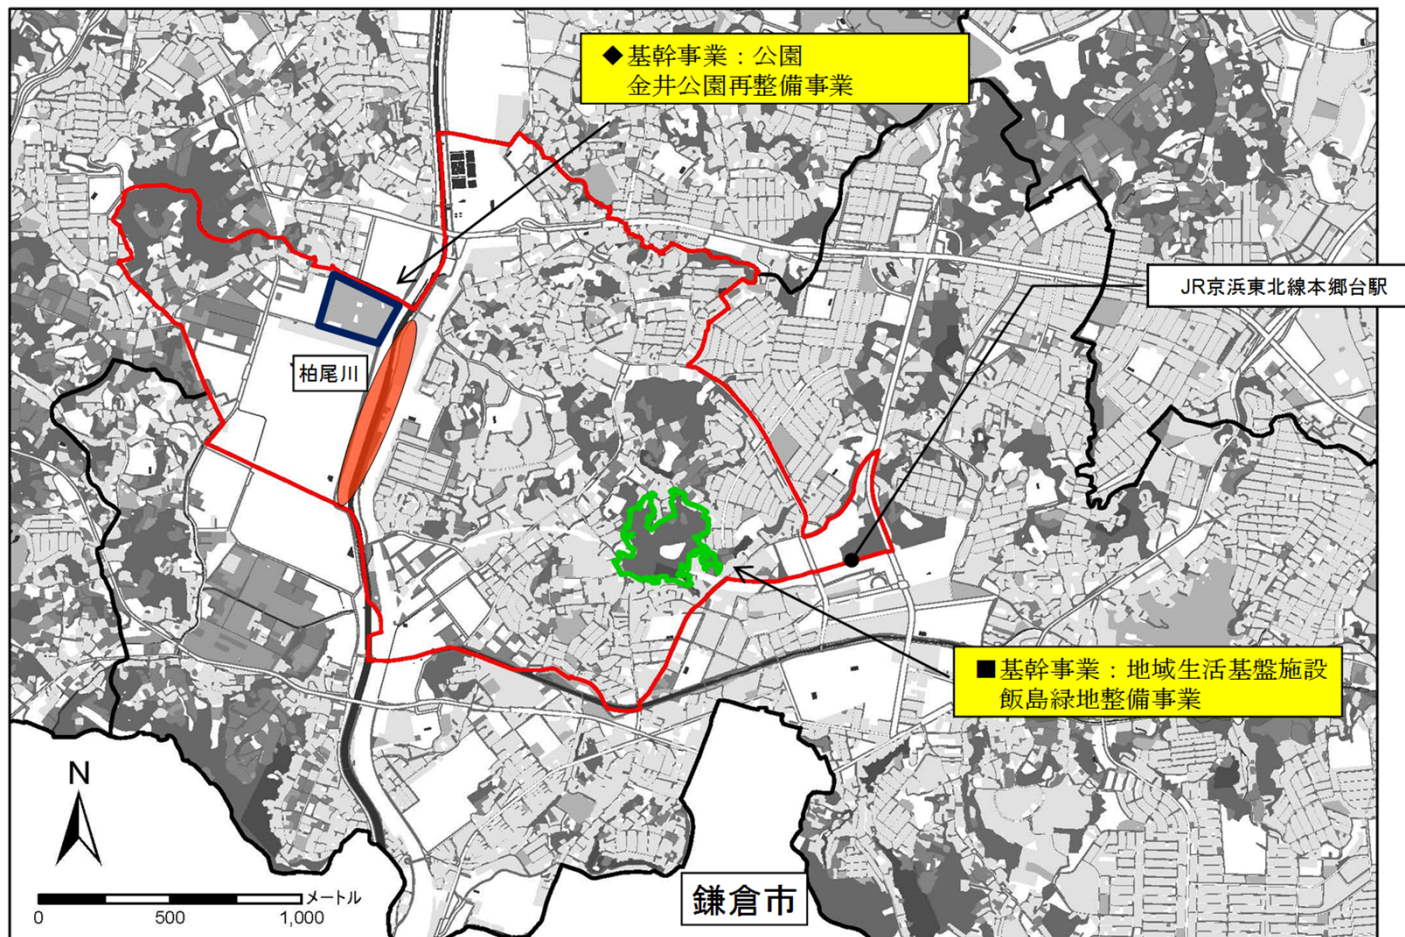 ◆基幹事業：公園
金井公園再整備事業
JR京浜東北線本郷台駅
柏尾川
■基幹事業：地域生活基盤施設
飯島緑地整備事業
N
メートル
0 500 1,000
鎌倉市